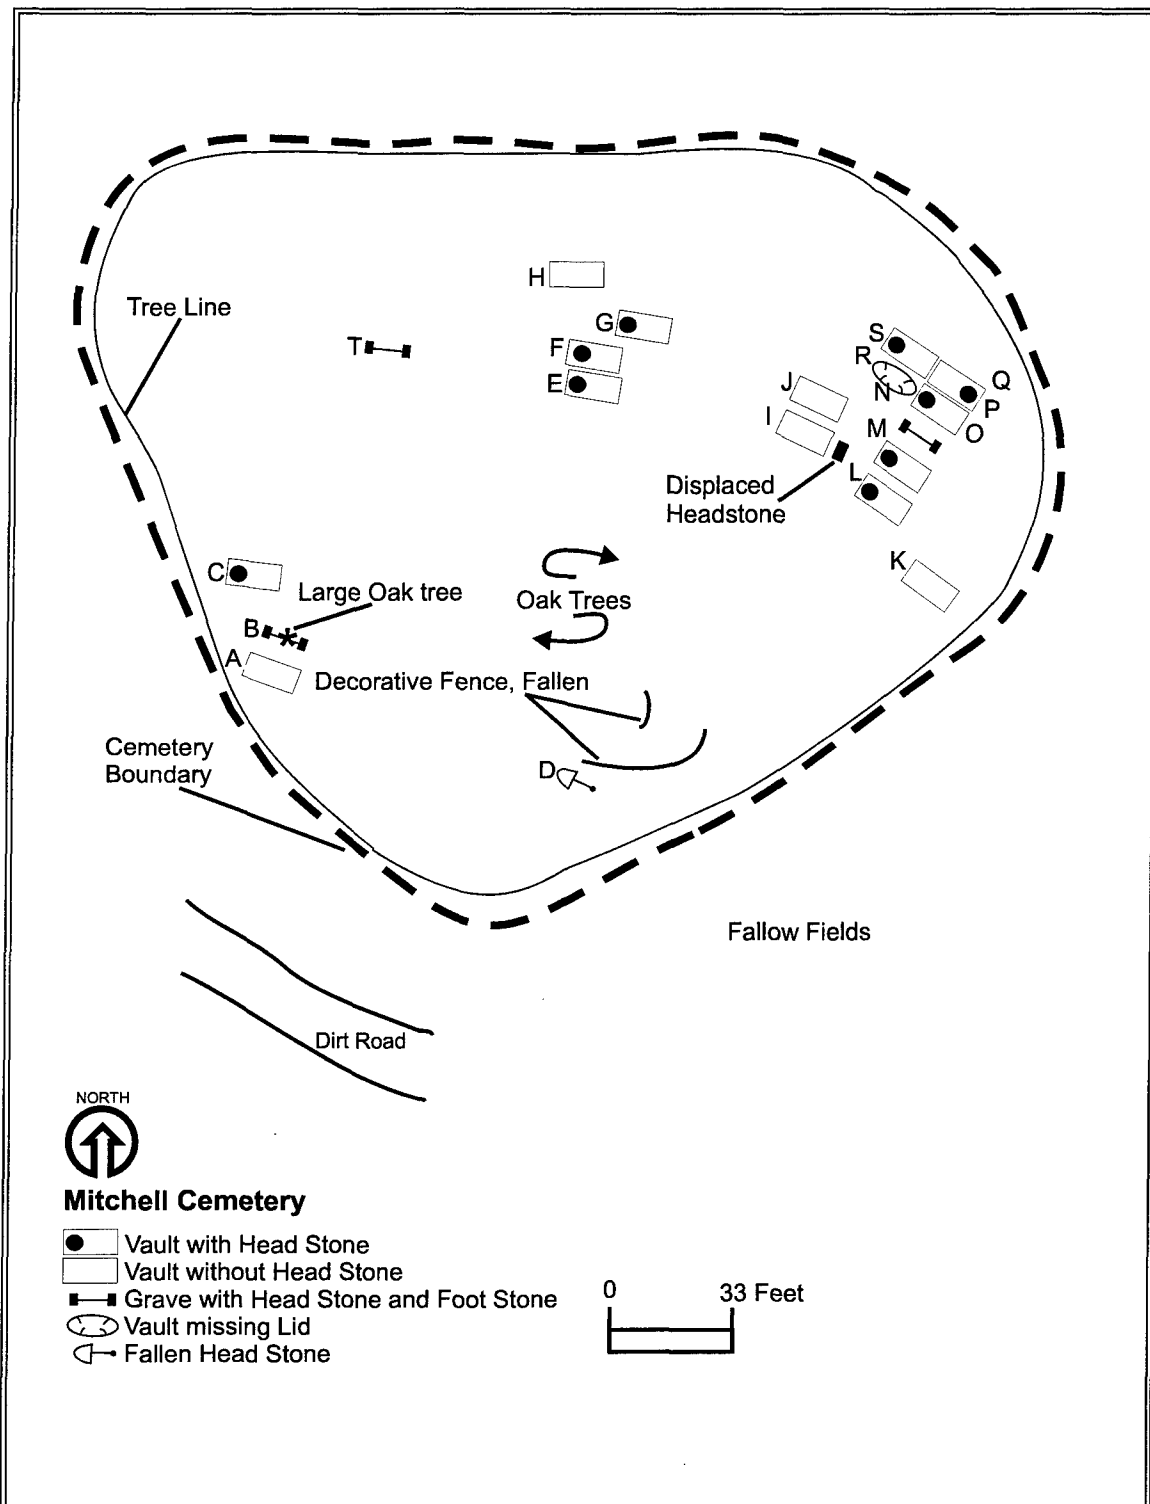 H
G
Tree Line
T
F
E
S
R
Q
J
N
P
I
M
O
L
Displaced
Headstone
K
C
Large Oak tree
Oak Trees
B
A
Decorative Fence, Fallen
Cemetery
Boundary
D
Fallow Fields
Dirt Road
NORTH
Mitchell Cemetery
Vault with Head Stone
Vault without Head Stone
Grave with Head Stone and Foot Stone
Vault missing Lid
Fallen Head Stone
0 33 Feet